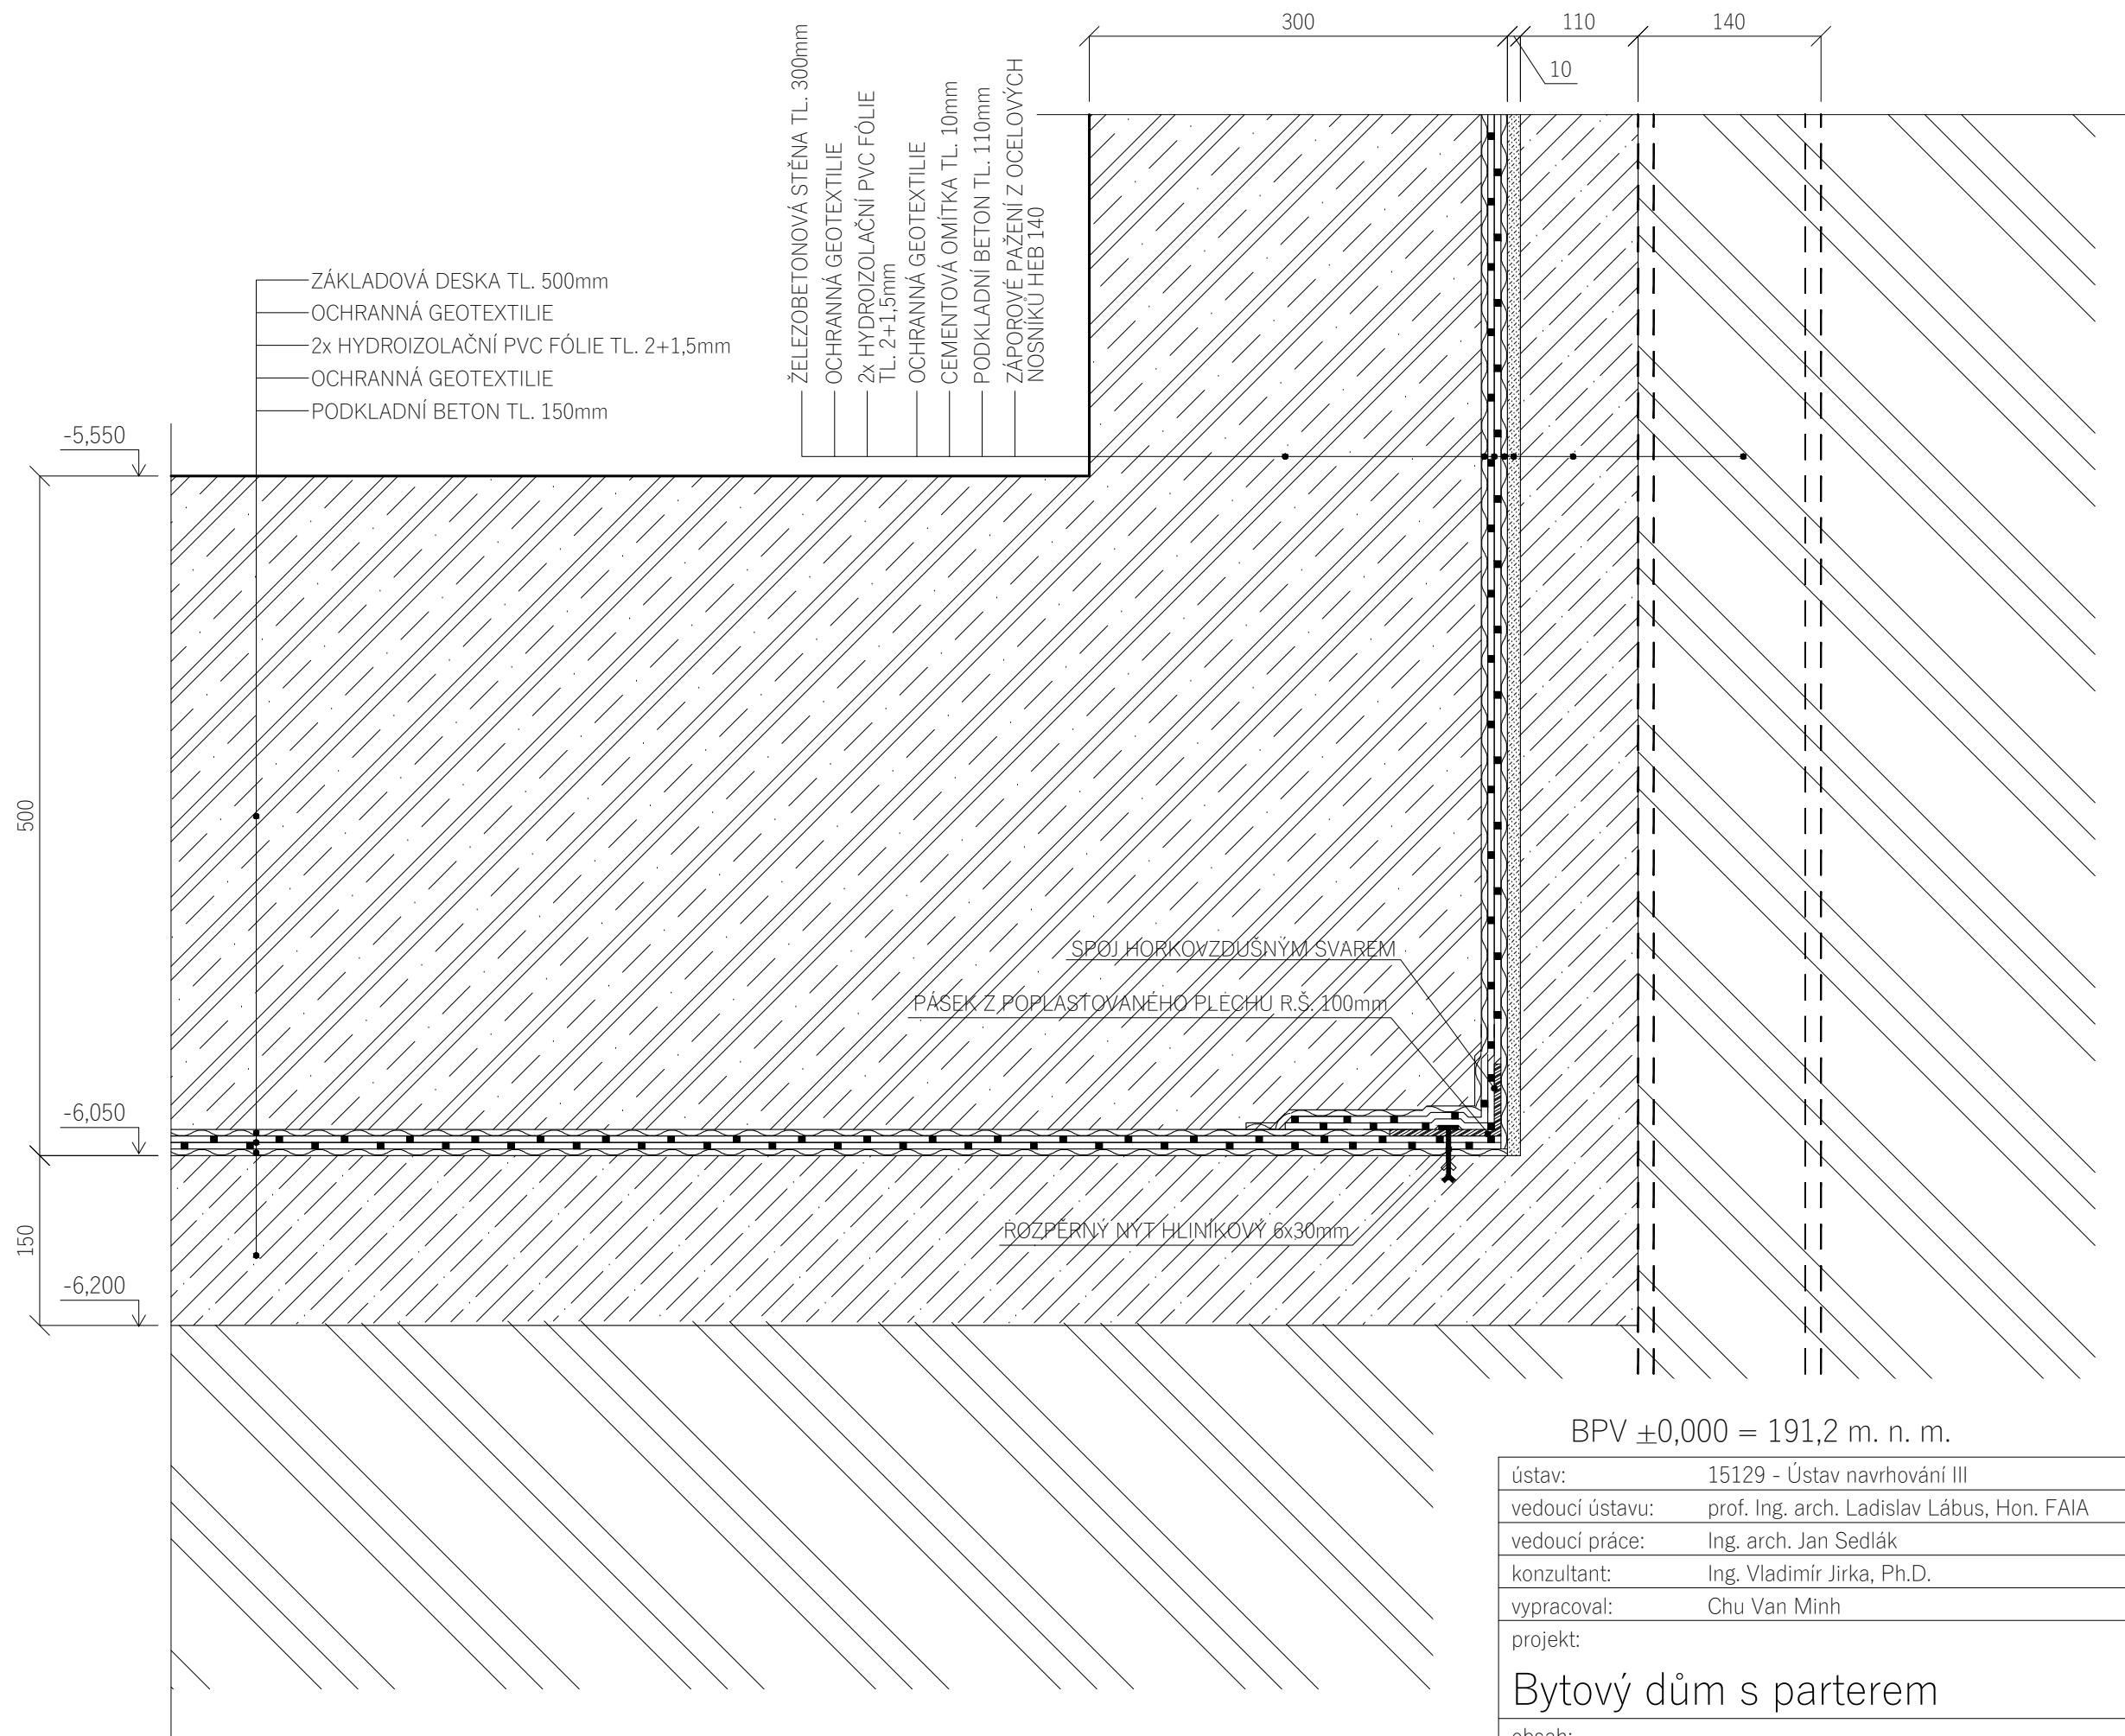 300
110
140
10
ŽELEZOBETONOVÁ STĚNA TL. 300mm
OCHRANNÁ GEOTEXTILIE
2x HYDROIZOLAČNÍ PVC FÓLIE
TL. 2+1,5mm
OCHRANNÁ GEOTEXTILIE
CEMENTOVÁ OMÍTKA TL. 10mm
PODKLADNÍ BETON TL. 110mm
ZÁPOROVÉ PAŽENÍ Z OCELOVÝCH
NOSNÍKŮ HEB 140
ZÁKLADOVÁ DESKA TL. 500mm
OCHRANNÁ GEOTEXTILIE
2x HYDROIZOLAČNÍ PVC FÓLIE TL. 2+1,5mm
OCHRANNÁ GEOTEXTILIE
PODKLADNÍ BETON TL. 150mm
-5,550
500
SPOJ HORKOVZDUŠNÝM SVAREM
PÁSEK Z POPLASTOVANÉHO PLECHU R.Š. 100mm
-6,050
150
ROZPĚRNÝ NÝT HLINÍKOVÝ 6x30mm
-6,200
BPV ±0,000 = 191,2 m. n. m.
ústav: 15129 - Ústav navrhování III
vedoucí ústavu: prof. Ing. arch. Ladislav Lábus, Hon. FAIA
vedoucí práce: Ing. arch. Jan Sedlák
konzultant: Ing. Vladimír Jirka, Ph.D.
vypracoval: Chu Van Minh
projekt:
Bytový dům s parterem
obsah: